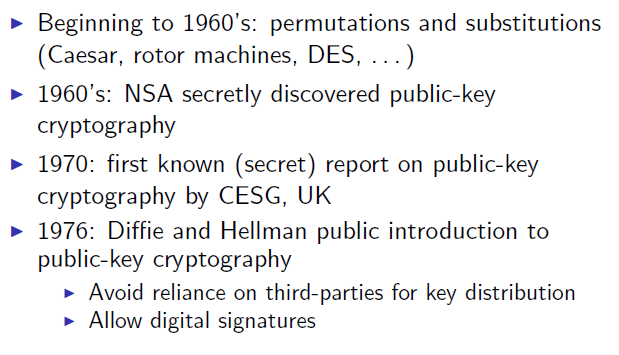 ▶ Beginning to 1960's: permutations and substitutions
(Caesar, rotor machines, DES, ...)
▶ 1960's: NSA secretly discovered public-key
cryptography
▶ 1970: first known (secret) report on public-key
cryptography by CESG, UK
▶ 1976: Diffie and Hellman public introduction to
public-key cryptography
▶ Avoid reliance on third-parties for key distribution
▶ Allow digital signatures